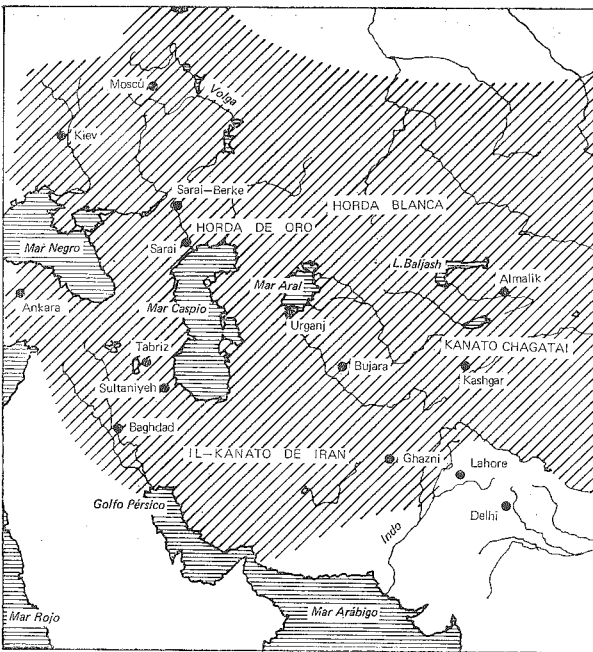 Moscú
Volga
Kiev
Sarai-Berke
HORDA BLANCA
HORDA DE ORO
Mar Negro
Sarai
L.Baljash
Mar Aral
Almalik
Ankara
Mar Caspio
Urganj
KANATO CHAGATAI
Tabriz
Bujara
Kashgar
Sultaniyeh
Baghdad
IL-KANATO DE IRAN
Ghazni
Lahore
Golfo Pérsico
Delhi
Indo
Mar Rojo
Mar Arábigo